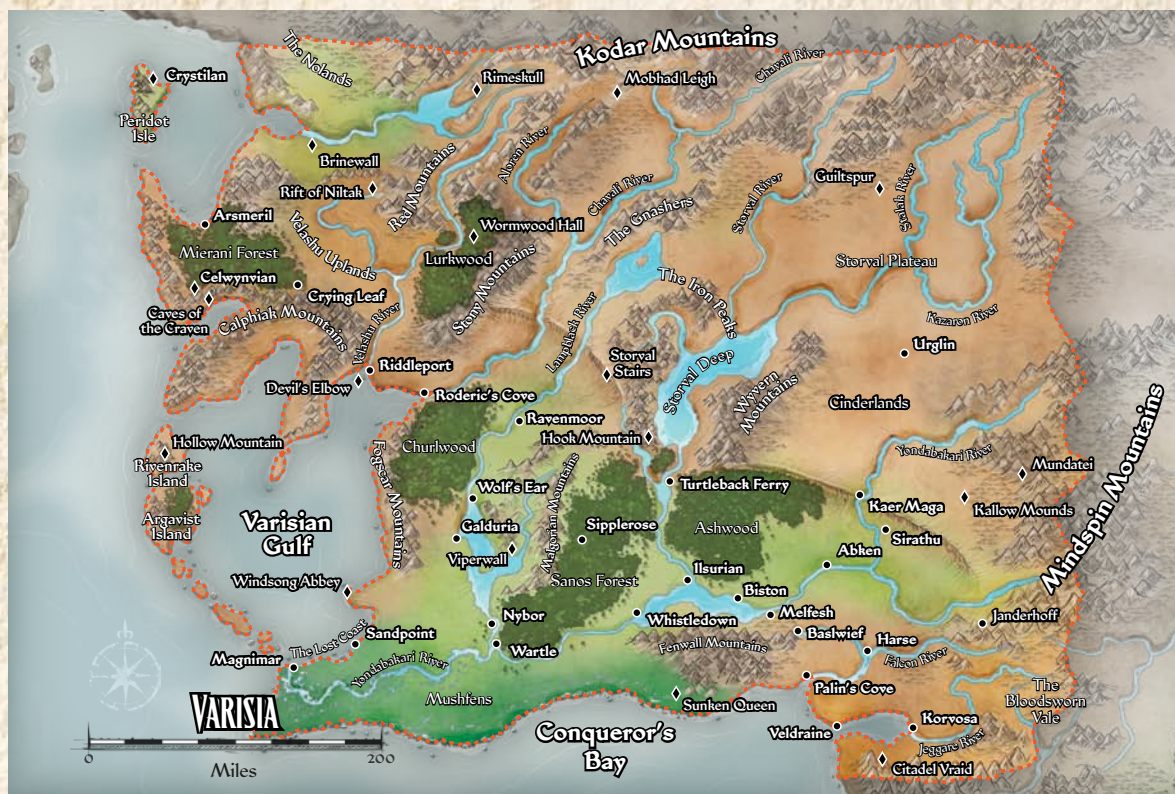 The Nolands
Kodar Mountains
Chavali River
Crystilan
Rimeskull
Mobhad Leigh
Peridot
Isle
Brinewall
Rift of Niltak
Red Mountains
Aloren River
Chavali River
The Gnashers
Storval River
Guiltspur
Stalak River
Arsmeril
Mierani Forest
Velashu Uplands
Wormwood Hall
Lurkwood
Stony Mountains
The Iron Peaks
Storval Plateau
Celwynvian
Crying Leaf
Caves of
the Craven
Calphiak Mountains
Velashu River
Lampblack River
Kazaron River
Urglin
Riddleport
Devil's Elbow
Roderic's Cove
Storval
Stairs
Storval Deep
Wyvern
Mountains
Cinderlands
Ravenmoor
Churlwood
Hook Mountain
Hollow Mountain
Rivenrake
Island
Fogscar Mountains
Yondabakari River
Mundatei
Mindspin Mountains
Wolf's Ear
Malgorian Mountains
Turtleback Ferry
Kaer Maga
Kallow Mounds
Argavist
Island
Varisian
Gulf
Galduria
Viperwall
Sipplerose
Ashwood
Sirathu
Abken
Windsong Abbey
Sanos Forest
Ilsurian
Biston
Nybor
Whistledown
Melfesh
Janderhoff
Sandpoint
The Lost Coast
Wartle
Fenwall Mountains
Baslwief
Harse
Falcon River
Magnimar
Yondabakari River
Mushfens
Palin's Cove
Sunken Queen
The
Bloodsworn
Vale
VARISIA
Conqueror's
Bay
Veldraine
Korvosa
Jeggare River
Citadel Vraid
0
200
Miles